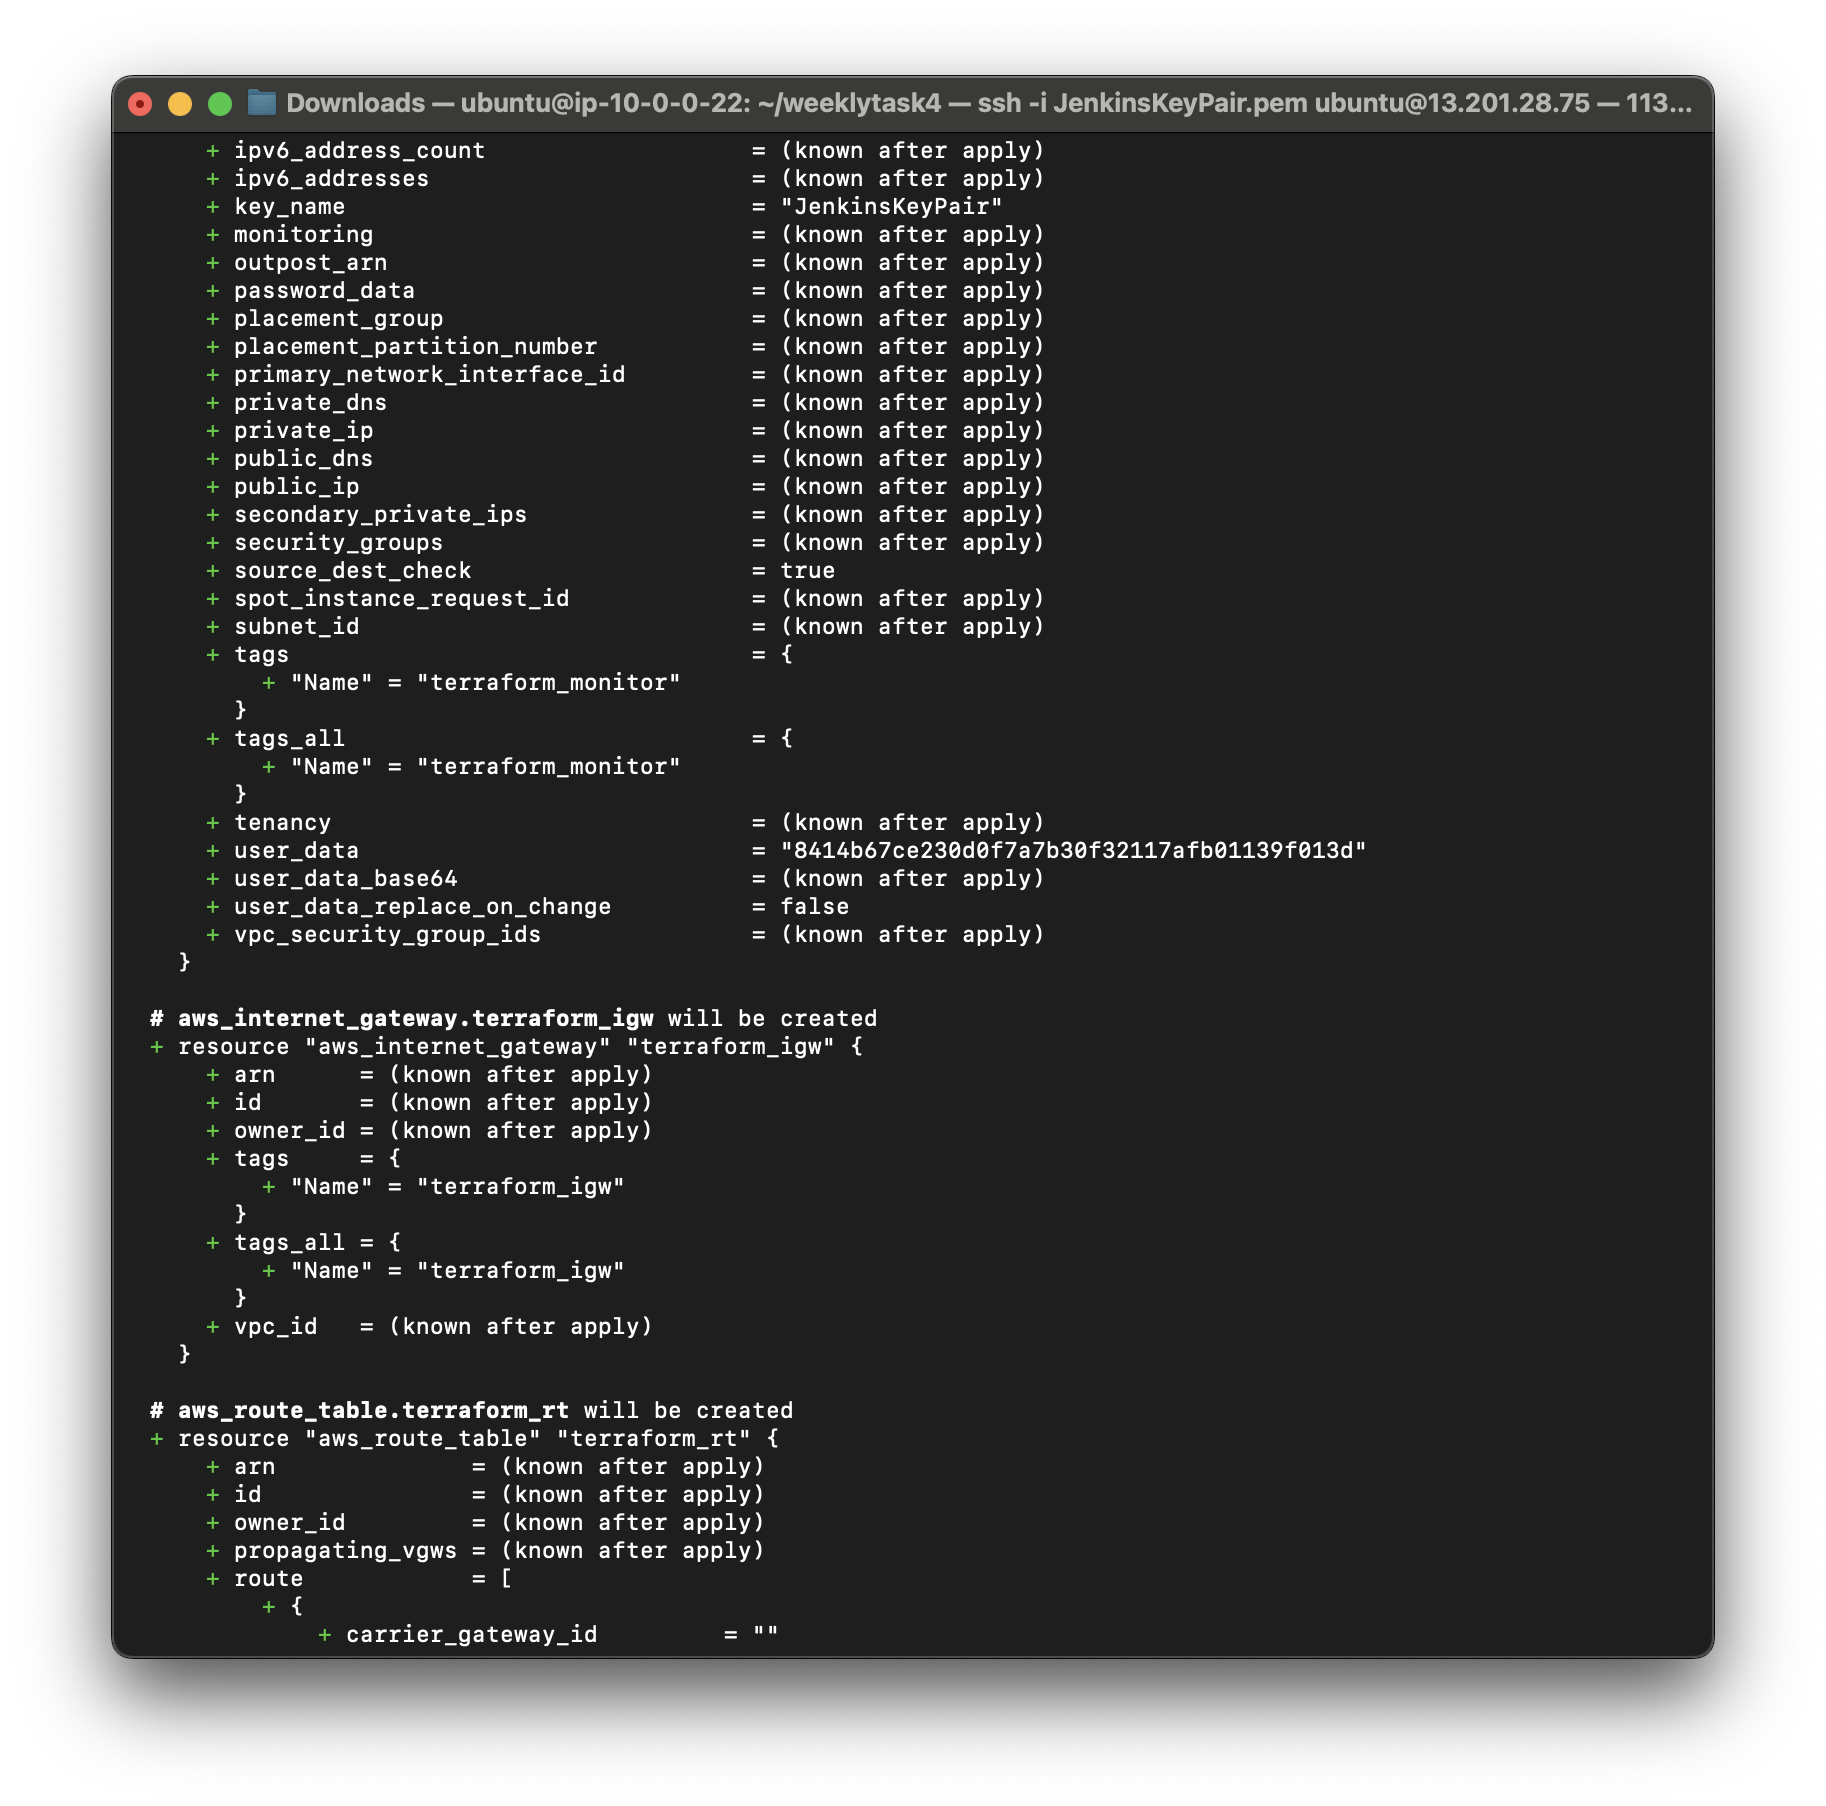 Downloads — ubuntu@ip-10-0-0-22: ~/weeklytask4 — ssh -i JenkinsKeyPair.pem ubuntu@13.201.28.75 — 113...
      + ipv6_address_count                   = (known after apply)
      + ipv6_addresses                       = (known after apply)
      + key_name                             = "JenkinsKeyPair"
      + monitoring                           = (known after apply)
      + outpost_arn                          = (known after apply)
      + password_data                        = (known after apply)
      + placement_group                      = (known after apply)
      + placement_partition_number           = (known after apply)
      + primary_network_interface_id         = (known after apply)
      + private_dns                          = (known after apply)
      + private_ip                           = (known after apply)
      + public_dns                           = (known after apply)
      + public_ip                            = (known after apply)
      + secondary_private_ips                = (known after apply)
      + security_groups                      = (known after apply)
      + source_dest_check                    = true
      + spot_instance_request_id             = (known after apply)
      + subnet_id                            = (known after apply)
      + tags                                 = {
          + "Name" = "terraform_monitor"
        }
      + tags_all                             = {
          + "Name" = "terraform_monitor"
        }
      + tenancy                              = (known after apply)
      + user_data                            = "8414b67ce230d0f7a7b30f32117afb01139f013d"
      + user_data_base64                     = (known after apply)
      + user_data_replace_on_change          = false
      + vpc_security_group_ids               = (known after apply)
    }

  # aws_internet_gateway.terraform_igw will be created
  + resource "aws_internet_gateway" "terraform_igw" {
      + arn      = (known after apply)
      + id       = (known after apply)
      + owner_id = (known after apply)
      + tags     = {
          + "Name" = "terraform_igw"
        }
      + tags_all = {
          + "Name" = "terraform_igw"
        }
      + vpc_id   = (known after apply)
    }

  # aws_route_table.terraform_rt will be created
  + resource "aws_route_table" "terraform_rt" {
      + arn              = (known after apply)
      + id               = (known after apply)
      + owner_id         = (known after apply)
      + propagating_vgws = (known after apply)
      + route            = [
          + {
              + carrier_gateway_id         = ""